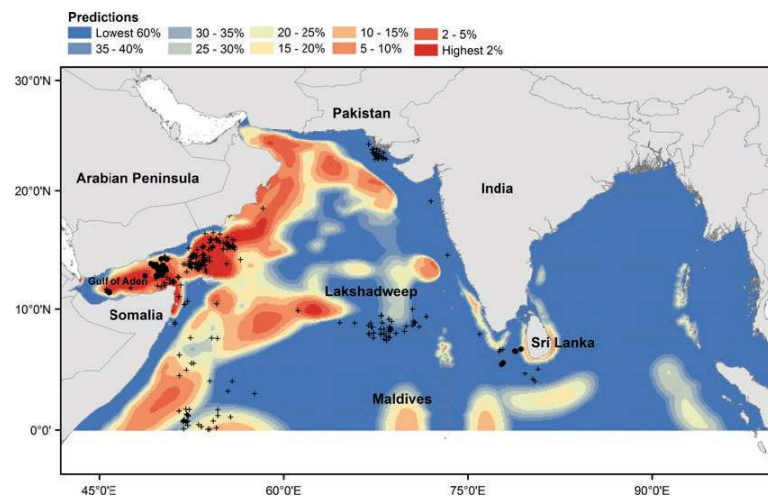 Predictions
Lowest 60% 30 - 35% 20 - 25% 10 - 15% 2 - 5%
35 - 40% 25 - 30% 15 - 20% 5 - 10% Highest 2%
30°0'N
Pakistan
Arabian Peninsula
India
20°0'N
Gulf of Aden
10°0'N
Lakshadweep
Somalia
Sri Lanka
Maldives
0°0'
45°0'E 60°0'E 75°0'E 90°0'E